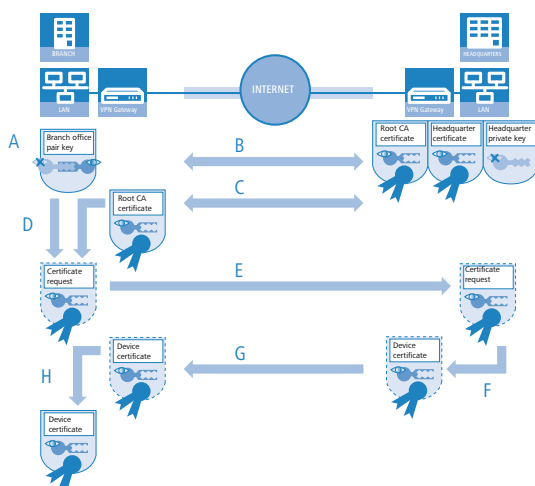 BRANCH
HEADQUARTERS
INTERNET
LAN
VPN Gateway
VPN Gateway
LAN
A
Branch office
pair key
B
Root CA
certificate
Headquarter
certificate
Headquarter
private key
C
Root CA
certificate
D
Certificate
request
E
Certificate
request
Device
certificate
G
Device
certificate
H
F
Device
certificate